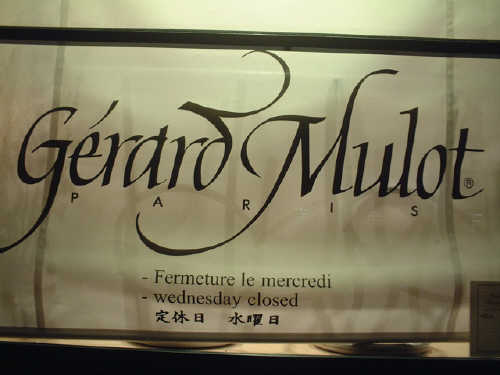 Gérard Mulot®
PARIS
- Fermeture le mercredi
- wednesday closed
定休日 水曜日